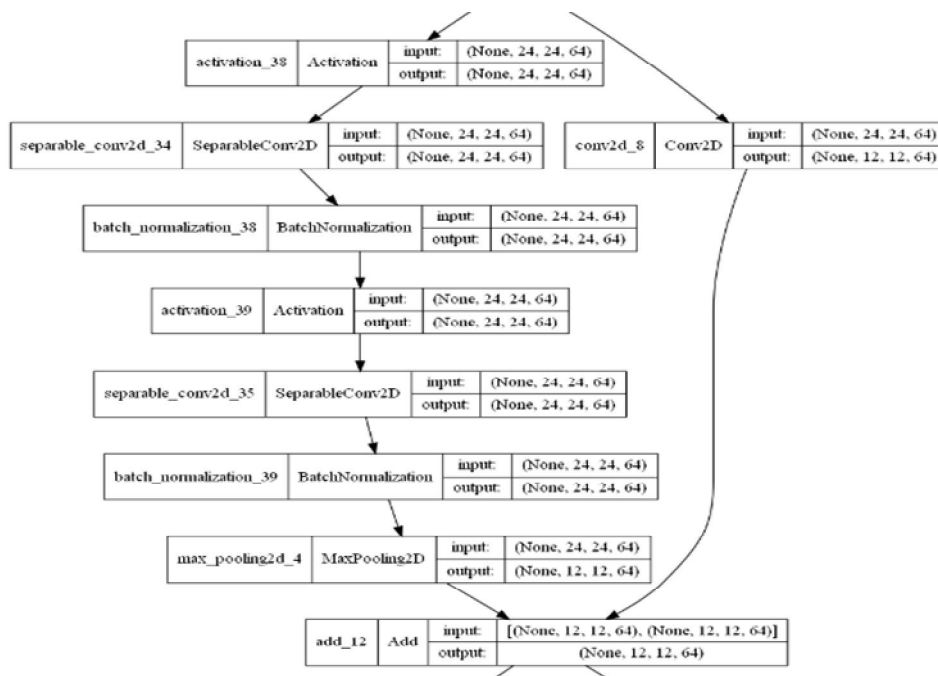 activation_38 Activation input: (None, 24, 24, 64)
output: (None, 24, 24, 64)
separable_conv2d_34 SeparableConv2D input: (None, 24, 24, 64)
output: (None, 24, 24, 64)
conv2d_8 Conv2D input: (None, 24, 24, 64)
output: (None, 12, 12, 64)
batch_normalization_38 BatchNormalization input: (None, 24, 24, 64)
output: (None, 24, 24, 64)
activation_39 Activation input: (None, 24, 24, 64)
output: (None, 24, 24, 64)
separable_conv2d_35 SeparableConv2D input: (None, 24, 24, 64)
output: (None, 24, 24, 64)
batch_normalization_39 BatchNormalization input: (None, 24, 24, 64)
output: (None, 24, 24, 64)
max_pooling2d_4 MaxPooling2D input: (None, 24, 24, 64)
output: (None, 12, 12, 64)
add_12 Add input: [(None, 12, 12, 64), (None, 12, 12, 64)]
output: (None, 12, 12, 64)